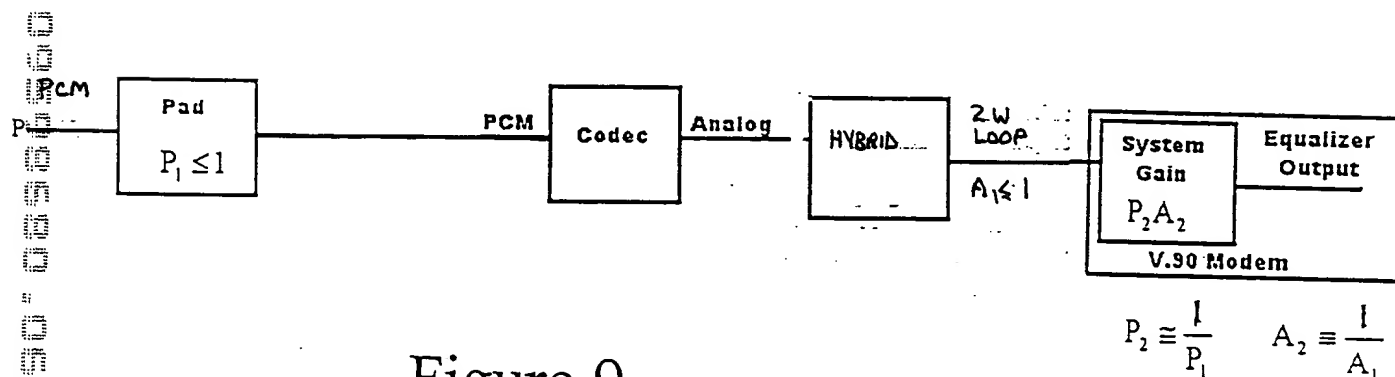 PCM
P
Pad
P₁ ≤ 1
PCM
Codec
Analog
HYBRID
2W
LOOP
A₁ ≤ 1
System
Gain
P₂A₂
Equalizer
Output
V.90 Modem
P₂ ≅ 1/P₁
A₂ ≡ 1/A₁
Figure 9